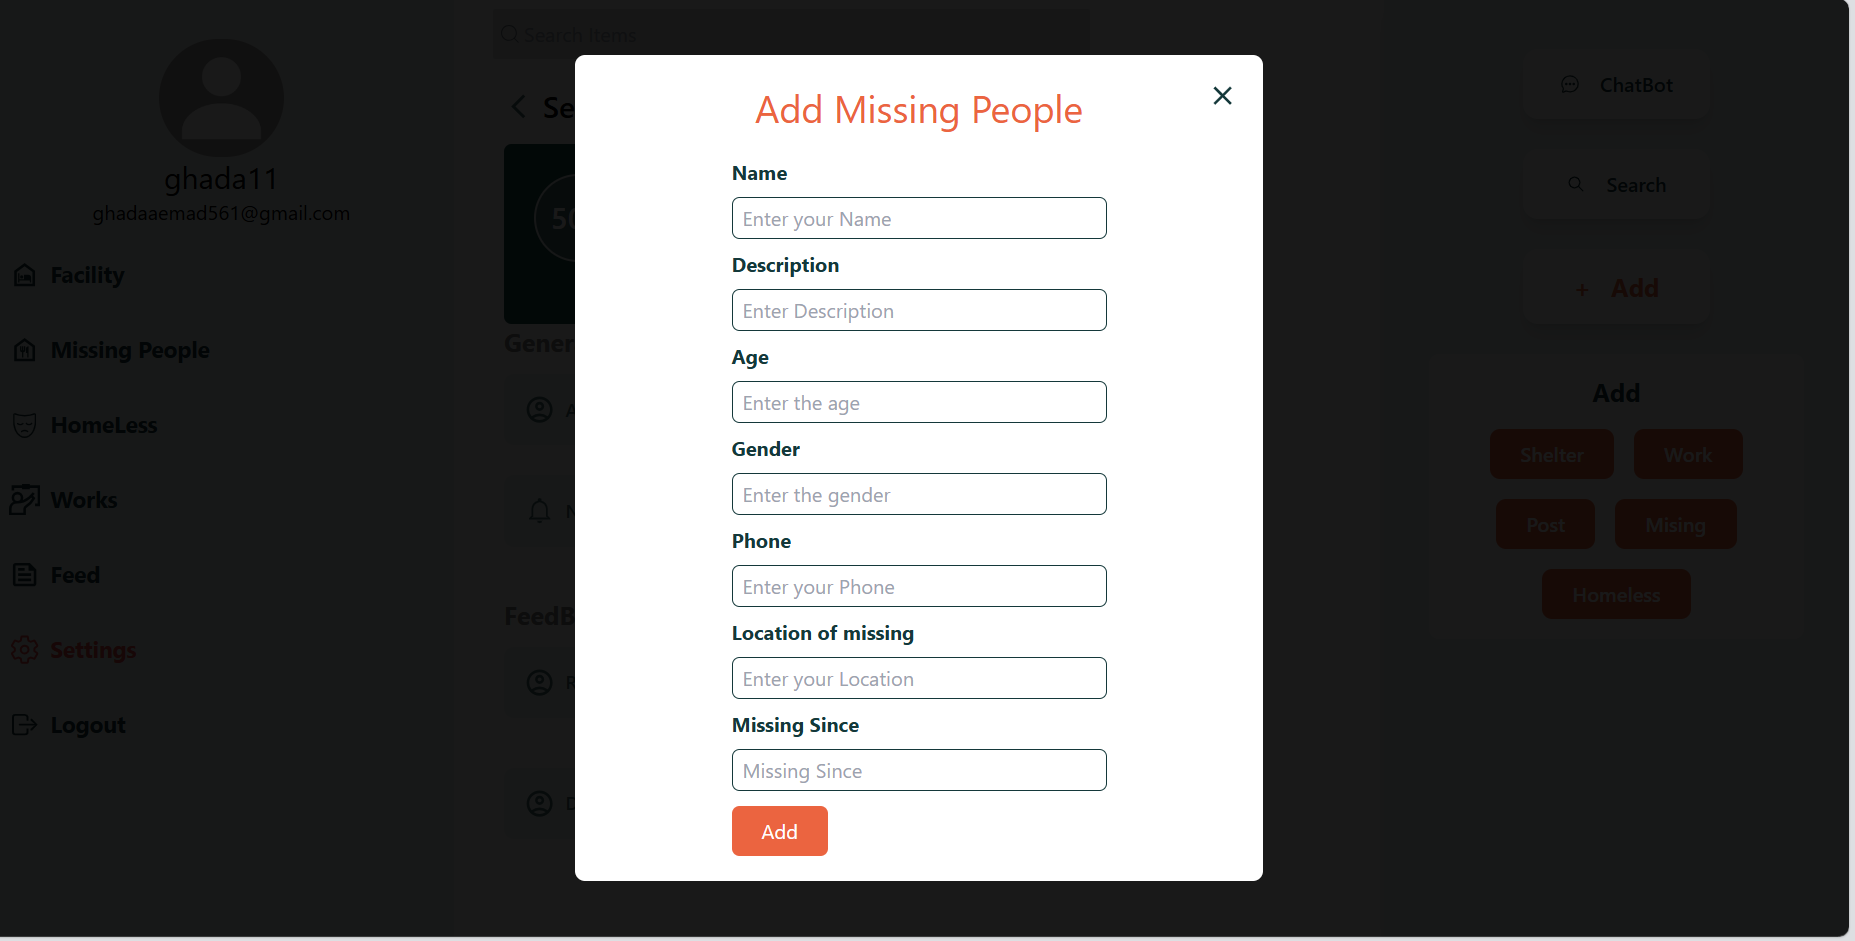 ghada11
ghadaaemad561@gmail.com
Facility
Missing People
HomeLess
Works
Feed
Settings
Logout
Search Items
Se
50
Gener
A
N
FeedB
R
D
Add Missing People
Name
Enter your Name
Description
Enter Description
Age
Enter the age
Gender
Enter the gender
Phone
Enter your Phone
Location of missing
Enter your Location
Missing Since
Missing Since
Add
ChatBot
Search
+ Add
Add
Shelter Work
Post Mising
Homeless